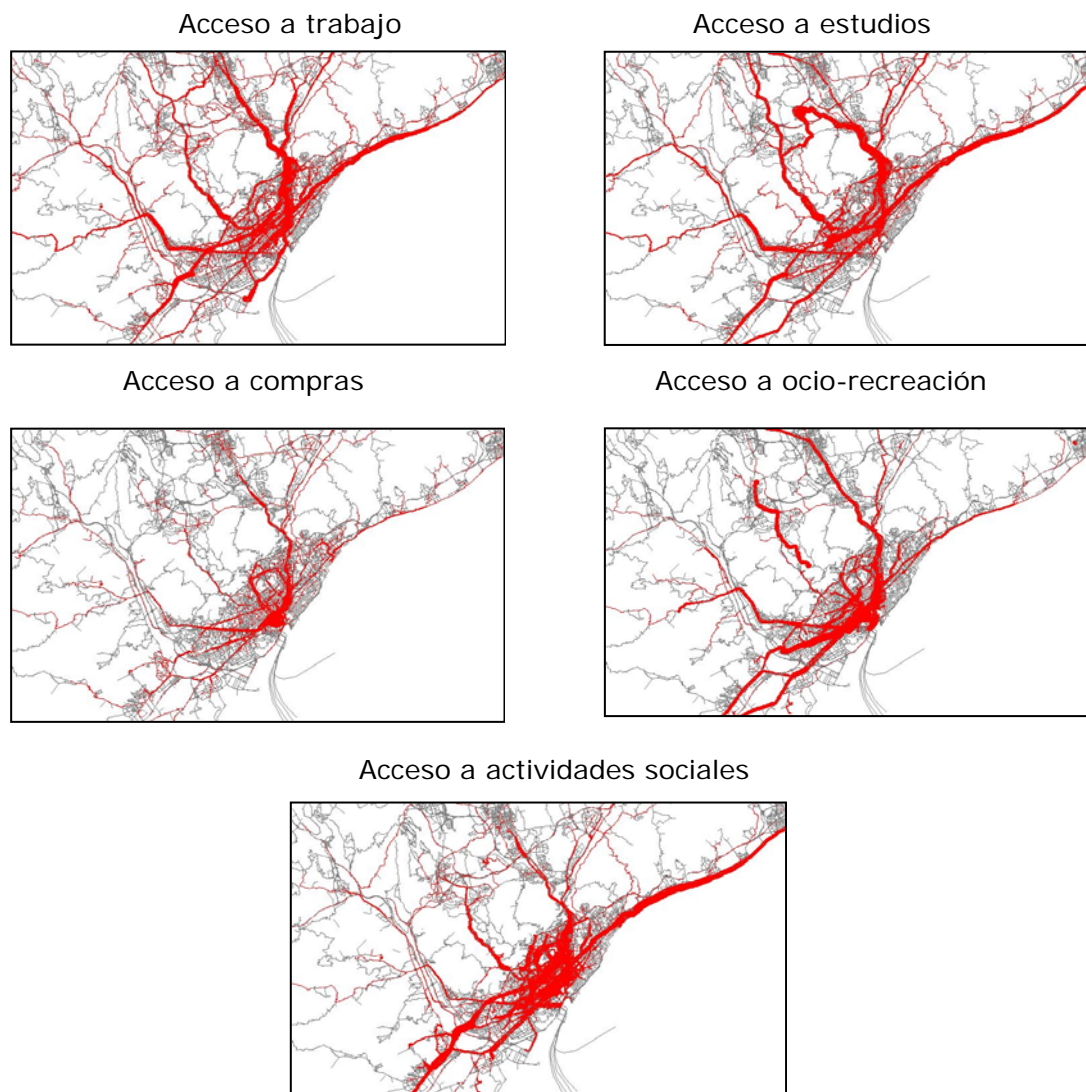 Acceso a trabajo
Acceso a estudios
Acceso a compras
Acceso a ocio-recreación
Acceso a actividades sociales